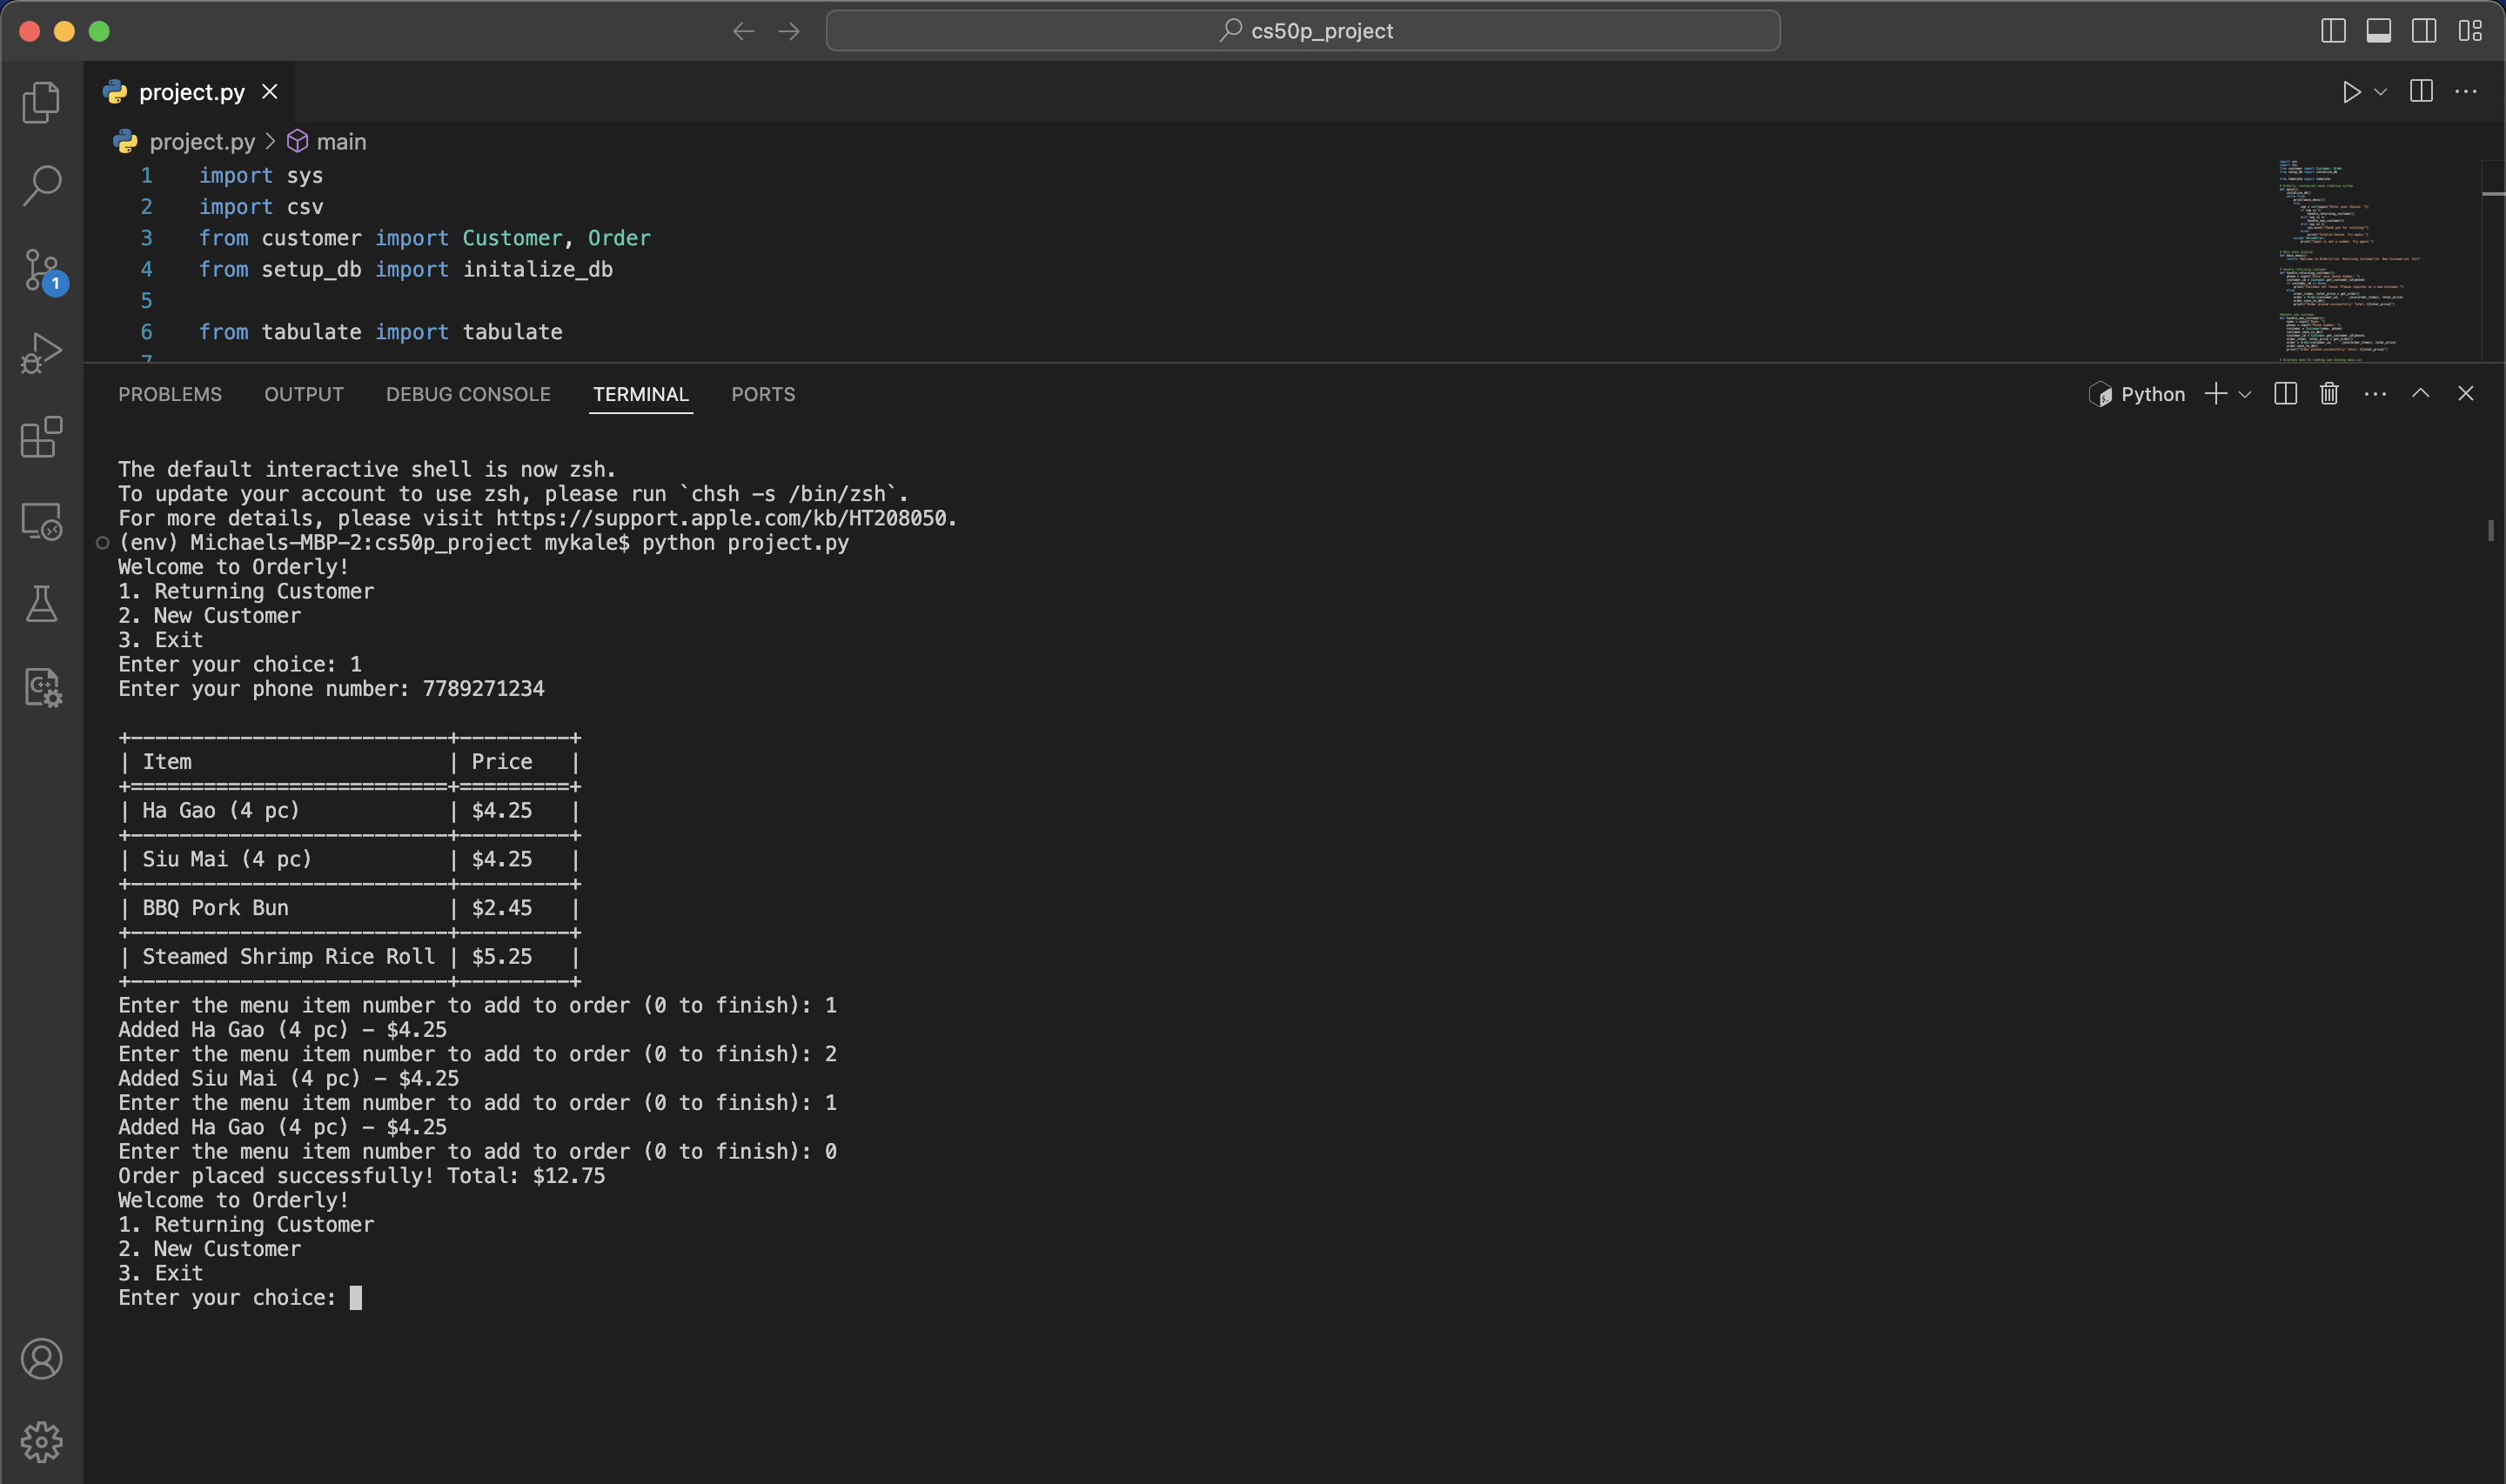 cs50p_project
project.py
project.py > main
1 import sys
2 import csv
3 from customer import Customer, Order
4 from setup_db import initalize_db
5
6 from tabulate import tabulate
7
1
PROBLEMS OUTPUT DEBUG CONSOLE TERMINAL PORTS Python
The default interactive shell is now zsh.
To update your account to use zsh, please run `chsh -s /bin/zsh`.
For more details, please visit https://support.apple.com/kb/HT208050.
(env) Michaels-MBP-2:cs50p_project mykale$ python project.py
Welcome to Orderly!
1. Returning Customer
2. New Customer
3. Exit
Enter your choice: 1
Enter your phone number: 7789271234
+--------------------------+---------+
| Item                     | Price   |
+==========================+=========+
| Ha Gao (4 pc)            | $4.25   |
+--------------------------+---------+
| Siu Mai (4 pc)           | $4.25   |
+--------------------------+---------+
| BBQ Pork Bun             | $2.45   |
+--------------------------+---------+
| Steamed Shrimp Rice Roll | $5.25   |
+--------------------------+---------+
Enter the menu item number to add to order (0 to finish): 1
Added Ha Gao (4 pc) - $4.25
Enter the menu item number to add to order (0 to finish): 2
Added Siu Mai (4 pc) - $4.25
Enter the menu item number to add to order (0 to finish): 1
Added Ha Gao (4 pc) - $4.25
Enter the menu item number to add to order (0 to finish): 0
Order placed successfully! Total: $12.75
Welcome to Orderly!
1. Returning Customer
2. New Customer
3. Exit
Enter your choice: